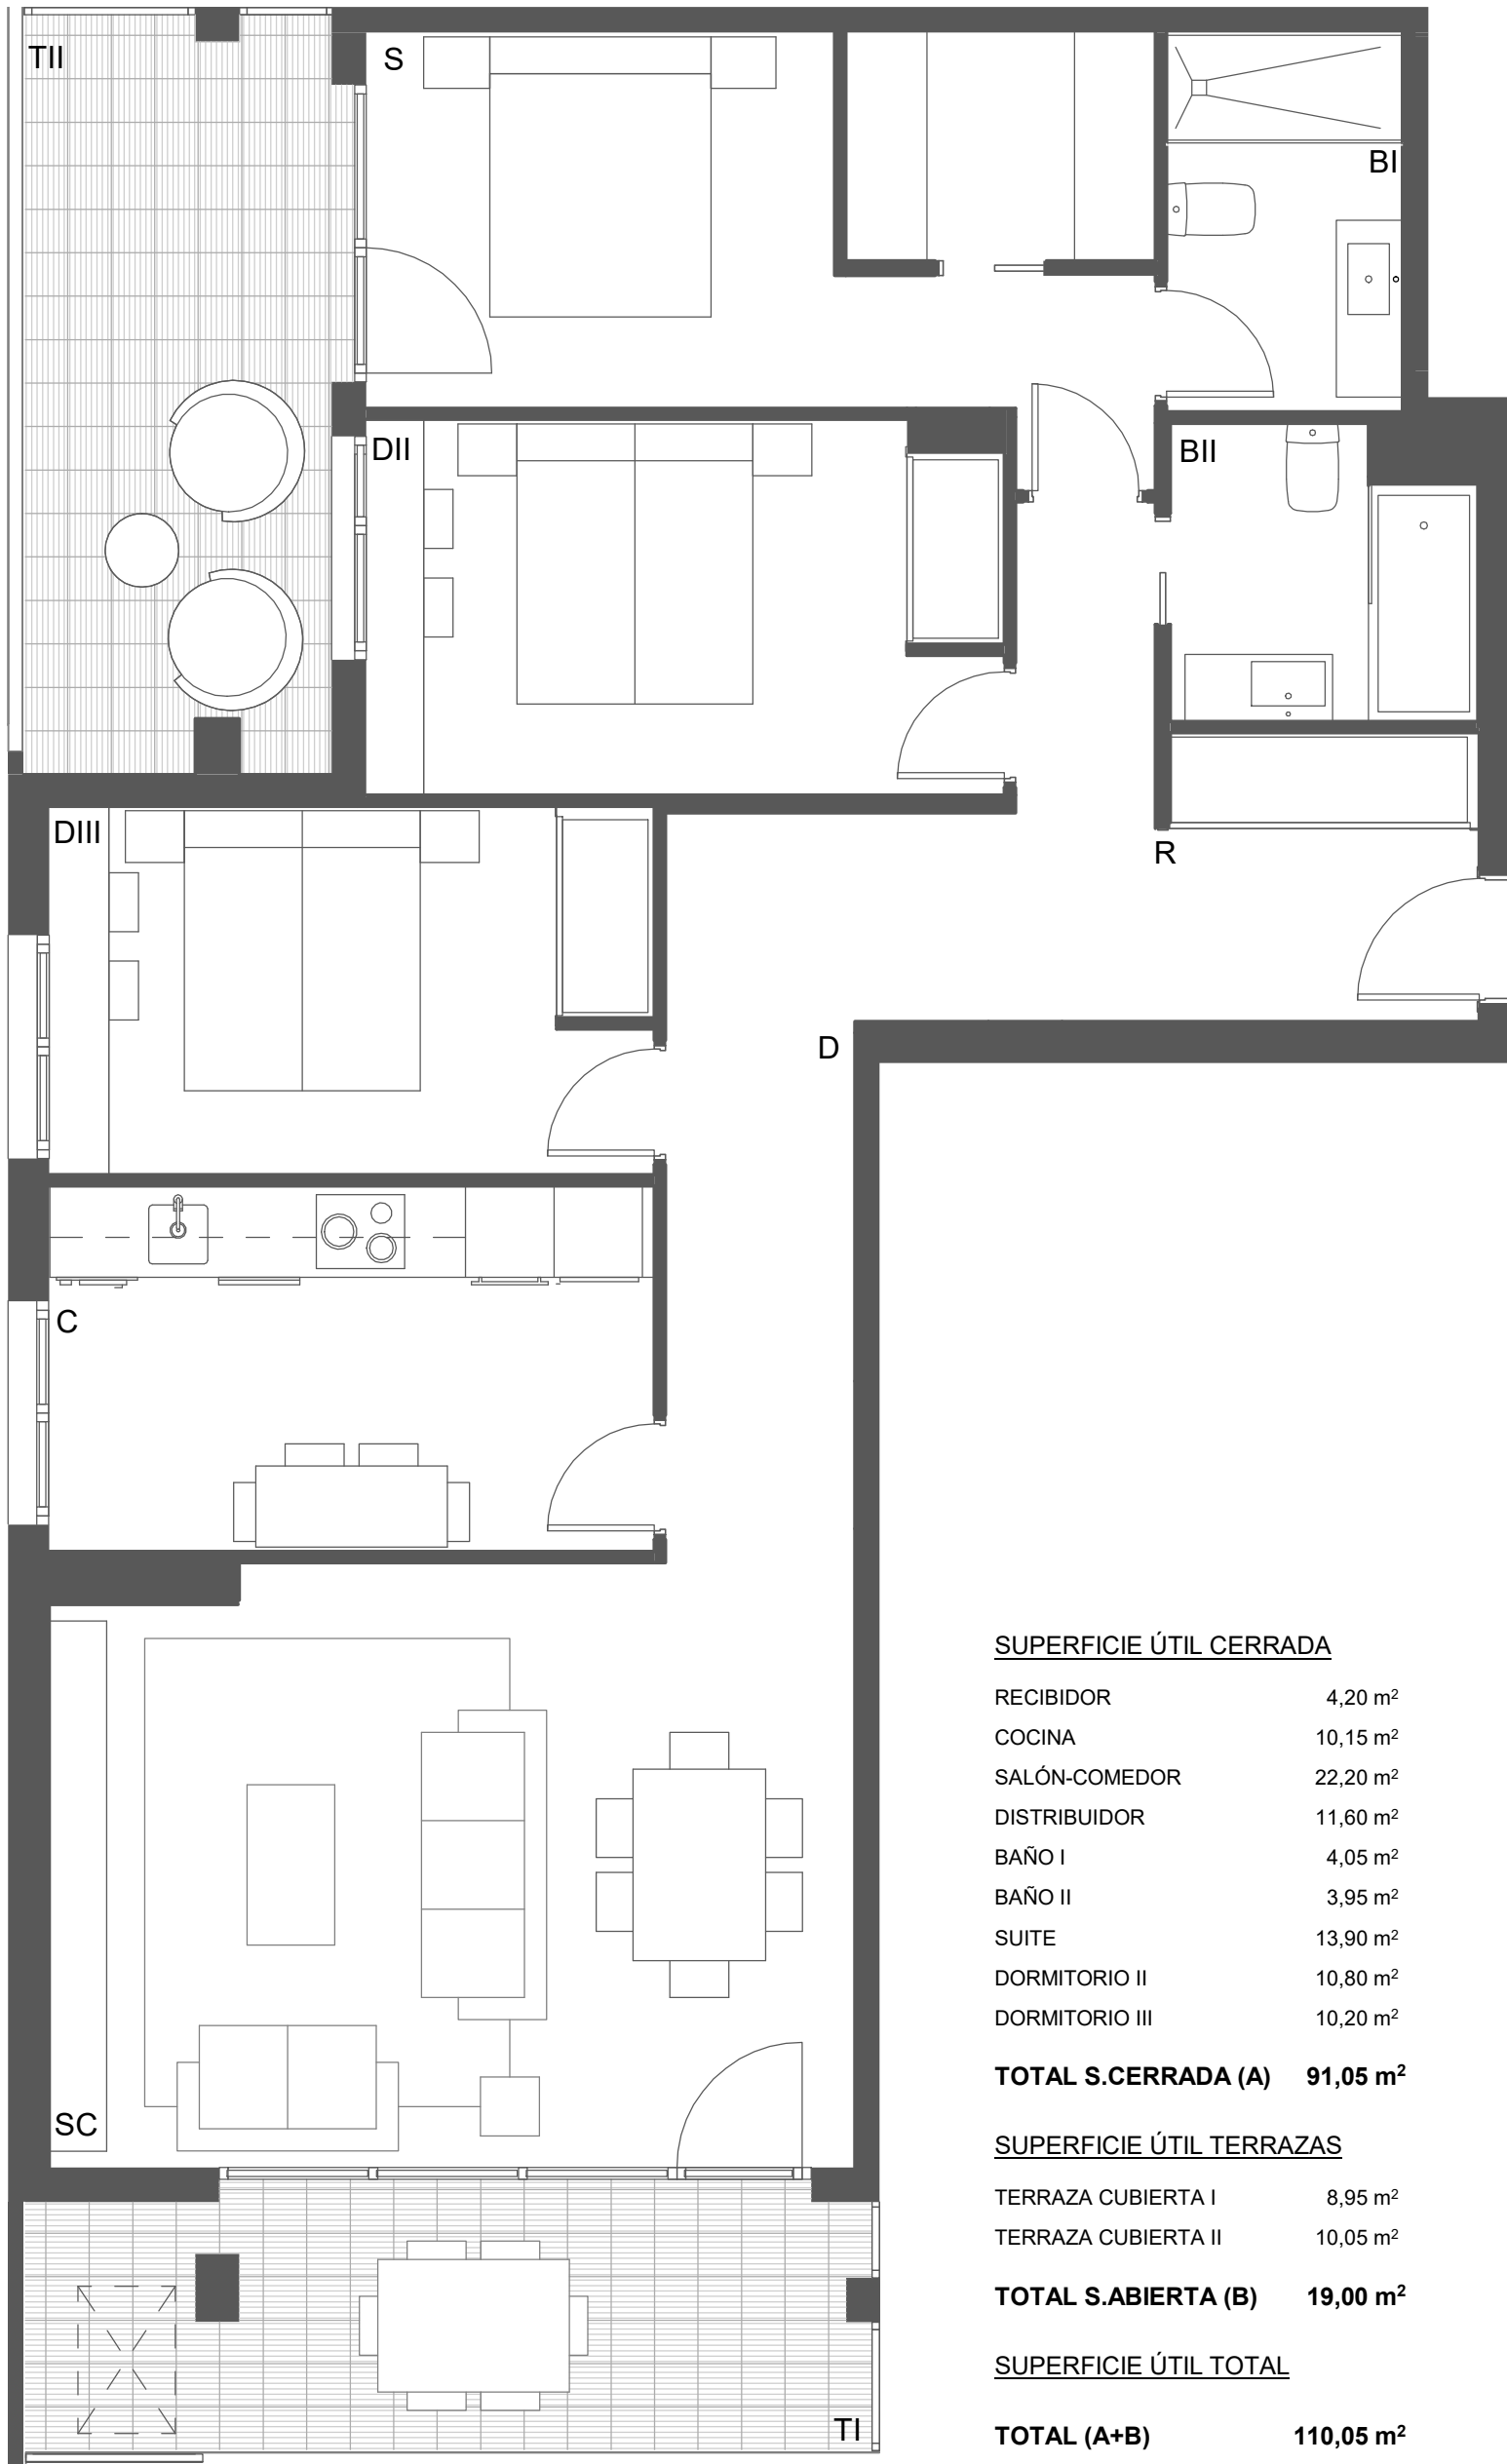 TII
S
BI
DII
BII
DIII
R
D
C
SC
TI
SUPERFICIE ÚTIL CERRADA
RECIBIDOR 4,20 m²
COCINA 10,15 m²
SALÓN-COMEDOR 22,20 m²
DISTRIBUIDOR 11,60 m²
BAÑO I 4,05 m²
BAÑO II 3,95 m²
SUITE 13,90 m²
DORMITORIO II 10,80 m²
DORMITORIO III 10,20 m²
TOTAL S.CERRADA (A) 91,05 m²
SUPERFICIE ÚTIL TERRAZAS
TERRAZA CUBIERTA I 8,95 m²
TERRAZA CUBIERTA II 10,05 m²
TOTAL S.ABIERTA (B) 19,00 m²
SUPERFICIE ÚTIL TOTAL
TOTAL (A+B) 110,05 m²